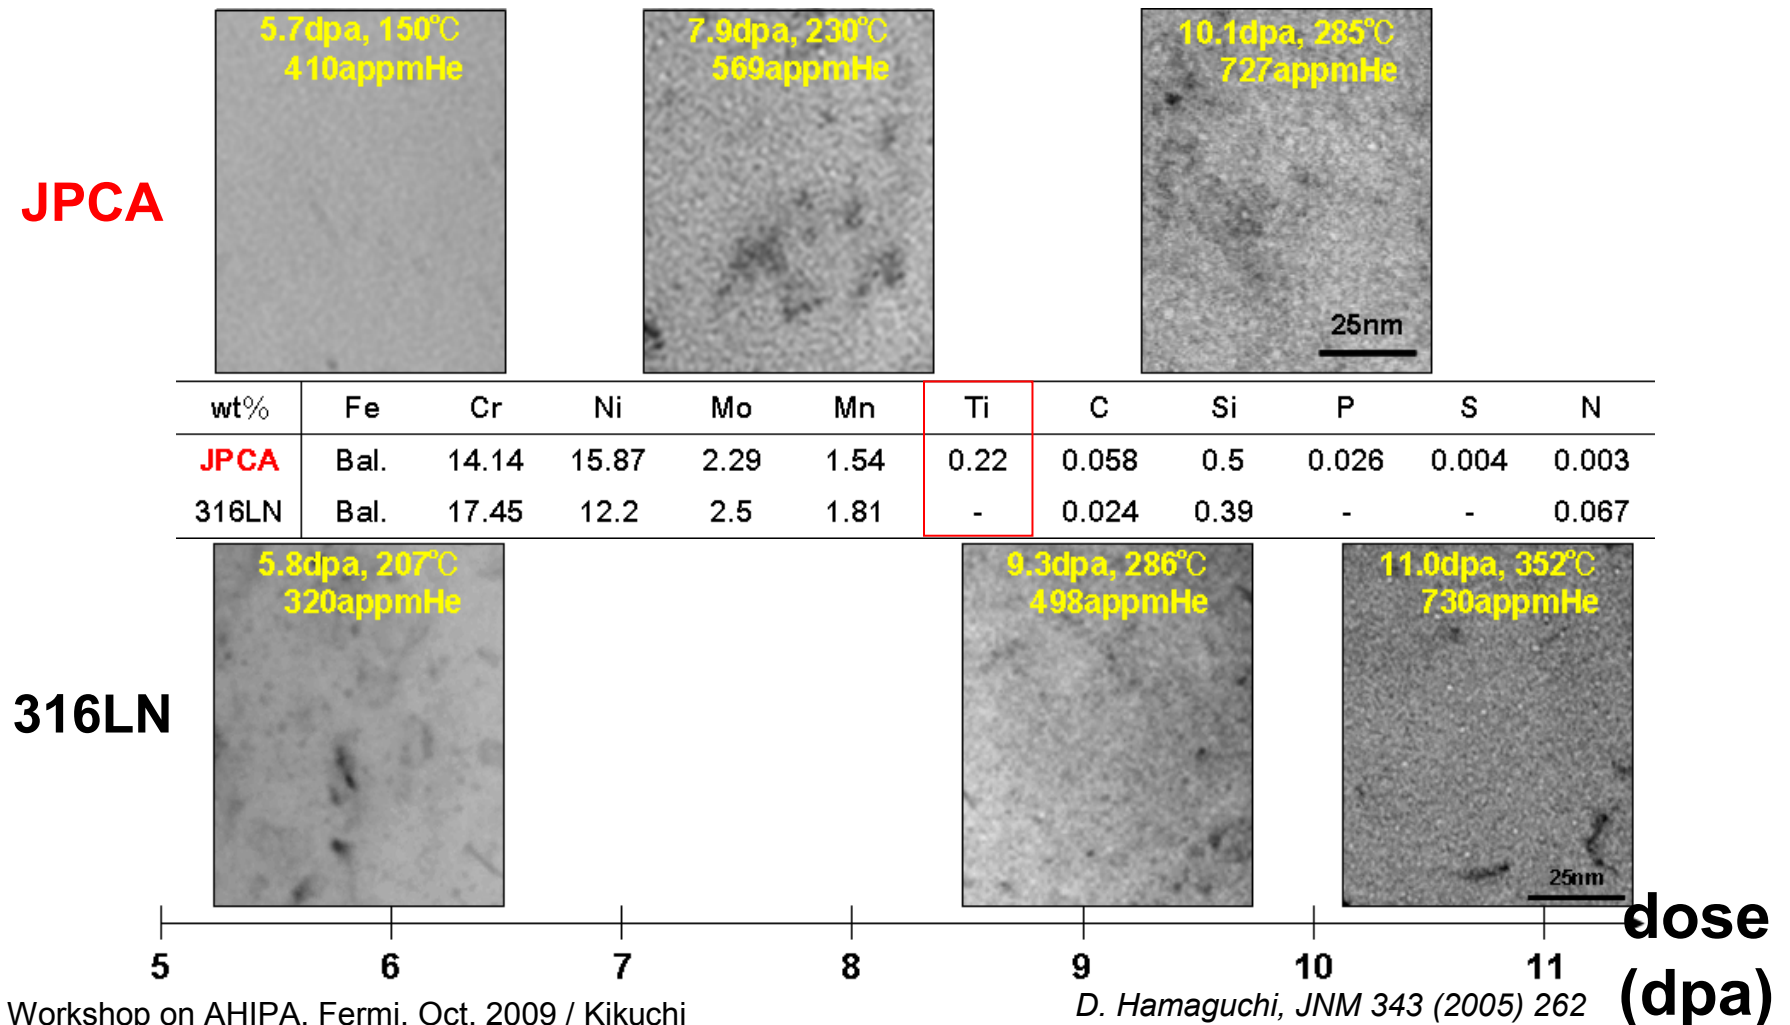 5.7dpa, 150℃
410appmHe
7.9dpa, 230℃
569appmHe
10.1dpa, 285℃
727appmHe
JPCA
25nm
wt% Fe Cr Ni Mo Mn Ti C Si P S N
JPCA Bal. 14.14 15.87 2.29 1.54 0.22 0.058 0.5 0.026 0.004 0.003
316LN Bal. 17.45 12.2 2.5 1.81 - 0.024 0.39 - - 0.067
5.8dpa, 207℃
320appmHe
9.3dpa, 286℃
498appmHe
11.0dpa, 352℃
730appmHe
316LN
25nm
5 6 7 8 9 10 11
dose
(dpa)
D. Hamaguchi, JNM 343 (2005) 262
Workshop on AHIPA, Fermi, Oct. 2009 / Kikuchi